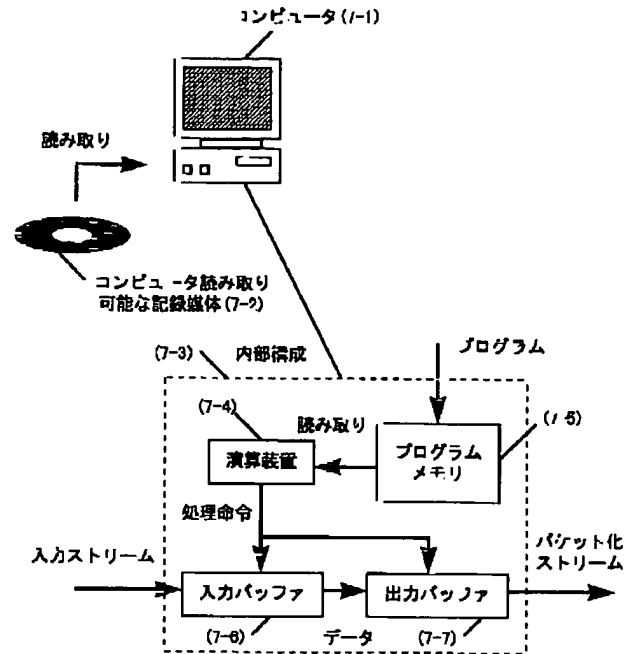 コンピュータ(7-1)
読み取り
コンピュータ読み取り
可能な記録媒体(7-2)
(7-3)
内部構成
プログラム
(7-4)
読み取り
(7-5)
演算装置
プログラム
メモリ
処理命令
入力ストリーム
パケット化
ストリーム
入力バッファ
出力バッファ
(7-6)
データ
(7-7)